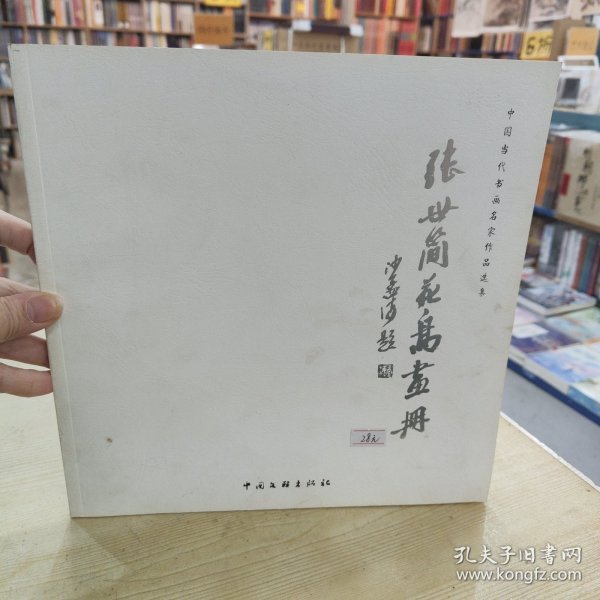 中国当代书画名家作品选集
张世简花鸟画册
沙孟海题
28元
中国文联出版社
6折
孔夫子旧书网
www.kongfz.com